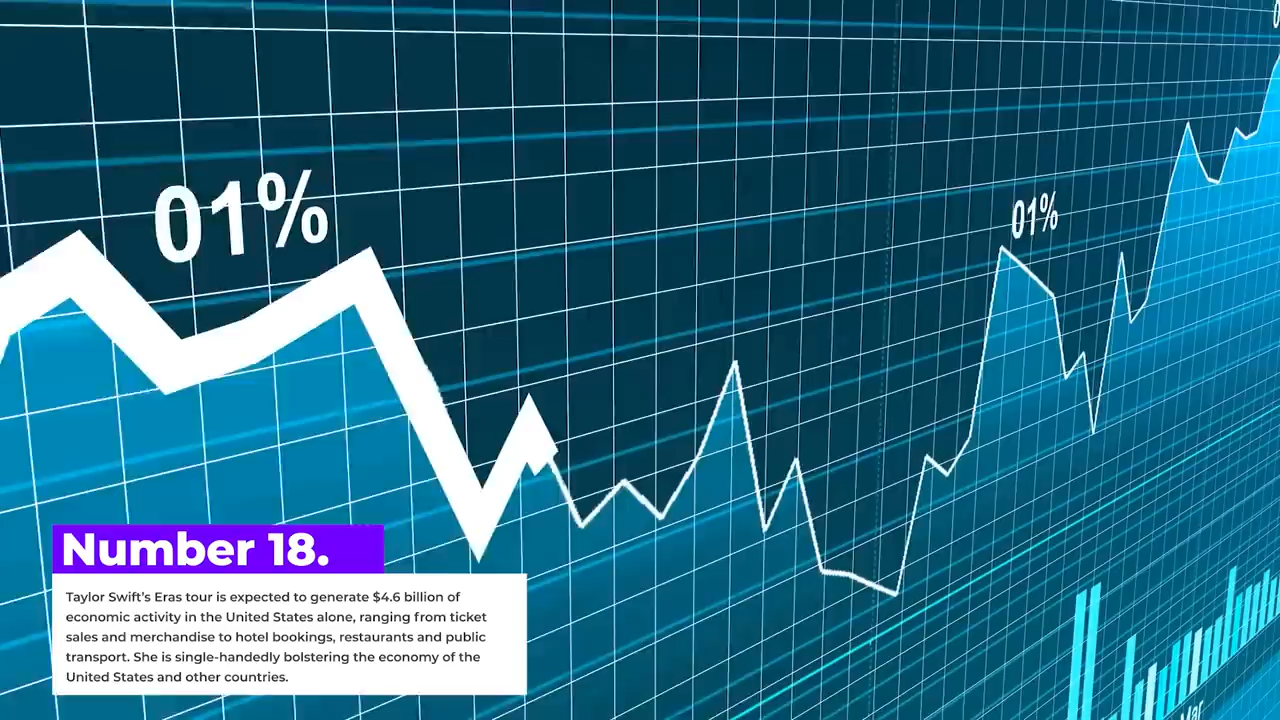 01%
01%
Number 18.
Taylor Swift's Eras tour is expected to generate $4.6 billion of
economic activity in the United States alone, ranging from ticket
sales and merchandise to hotel bookings, restaurants and public
transport. She is single-handedly bolstering the economy of the
United States and other countries.
Mar